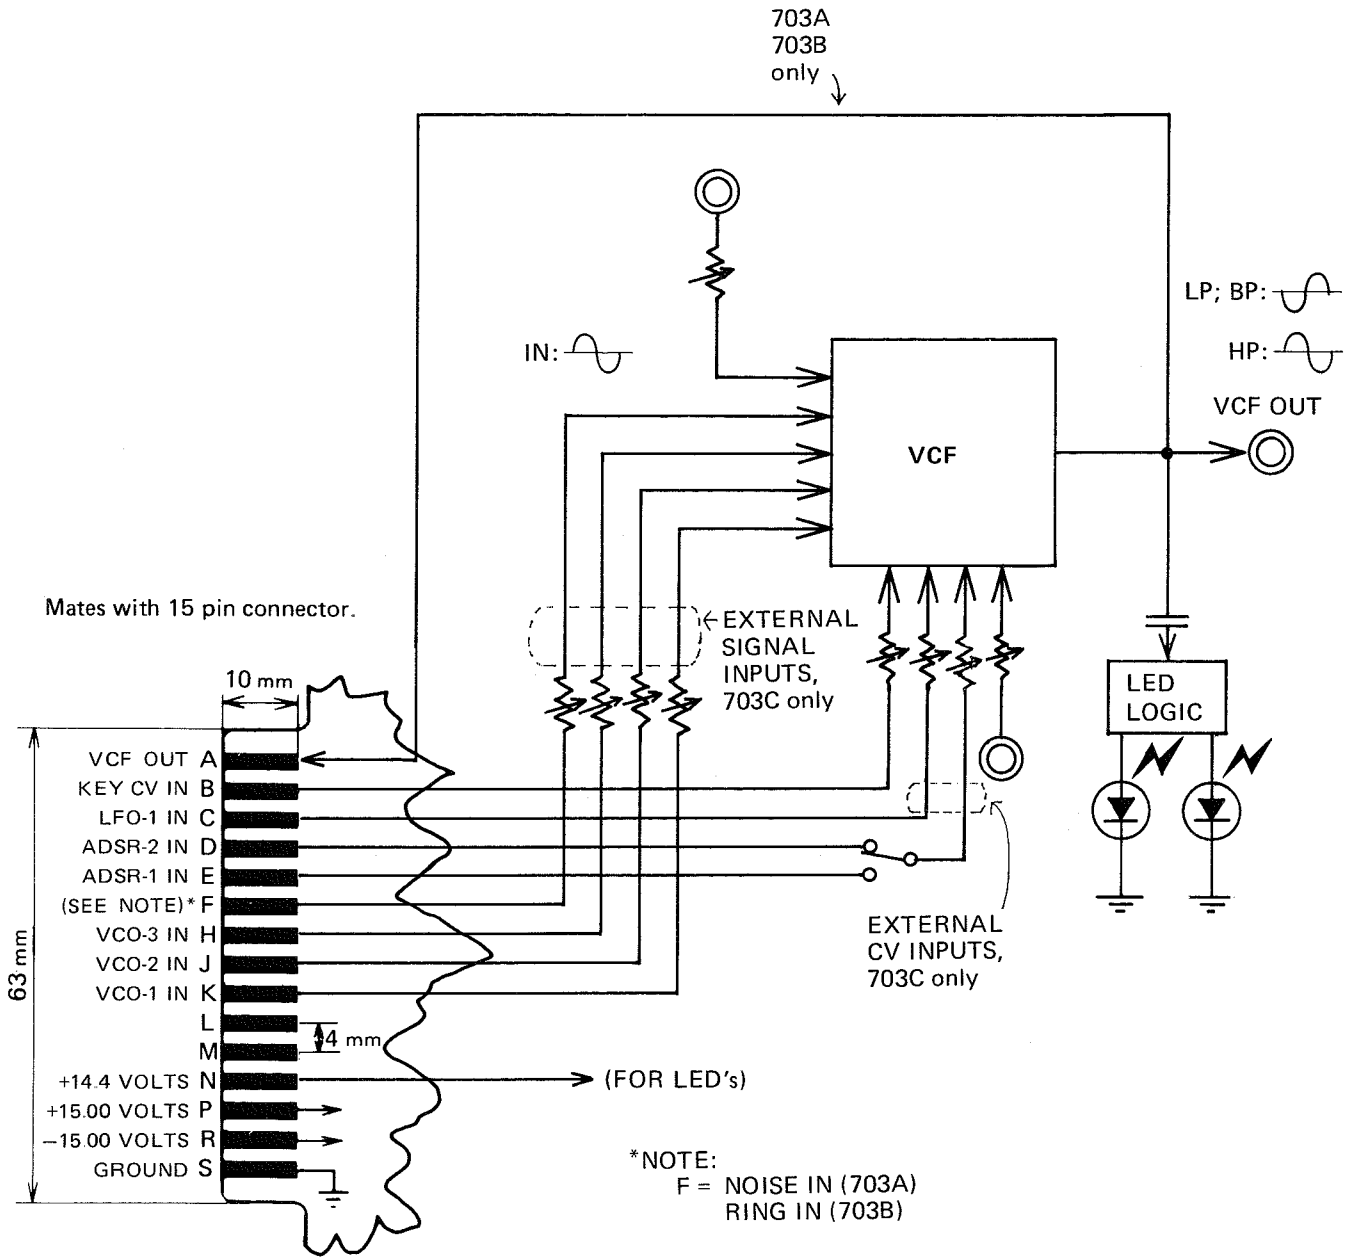 703A
703B
only
LP; BP:
IN:
HP:
VCF OUT
VCF
Mates with 15 pin connector.
EXTERNAL
SIGNAL
INPUTS,
703C only
LED
LOGIC
10 mm
63 mm
VCF OUT A
KEY CV IN B
LFO-1 IN C
ADSR-2 IN D
ADSR-1 IN E
(SEE NOTE)* F
VCO-3 IN H
VCO-2 IN J
VCO-1 IN K
L
M
4 mm
+14.4 VOLTS N
(FOR LED's)
+15.00 VOLTS P
−15.00 VOLTS R
GROUND S
EXTERNAL
CV INPUTS,
703C only
*NOTE:
F = NOISE IN (703A)
RING IN (703B)